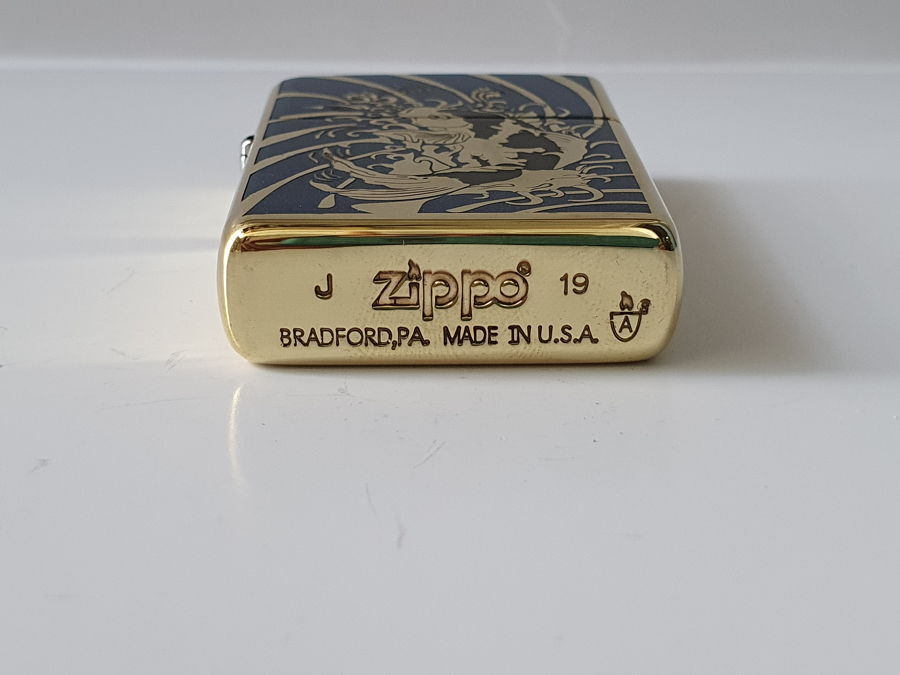 J zippo® 19
BRADFORD,PA. MADE IN U.S.A. A